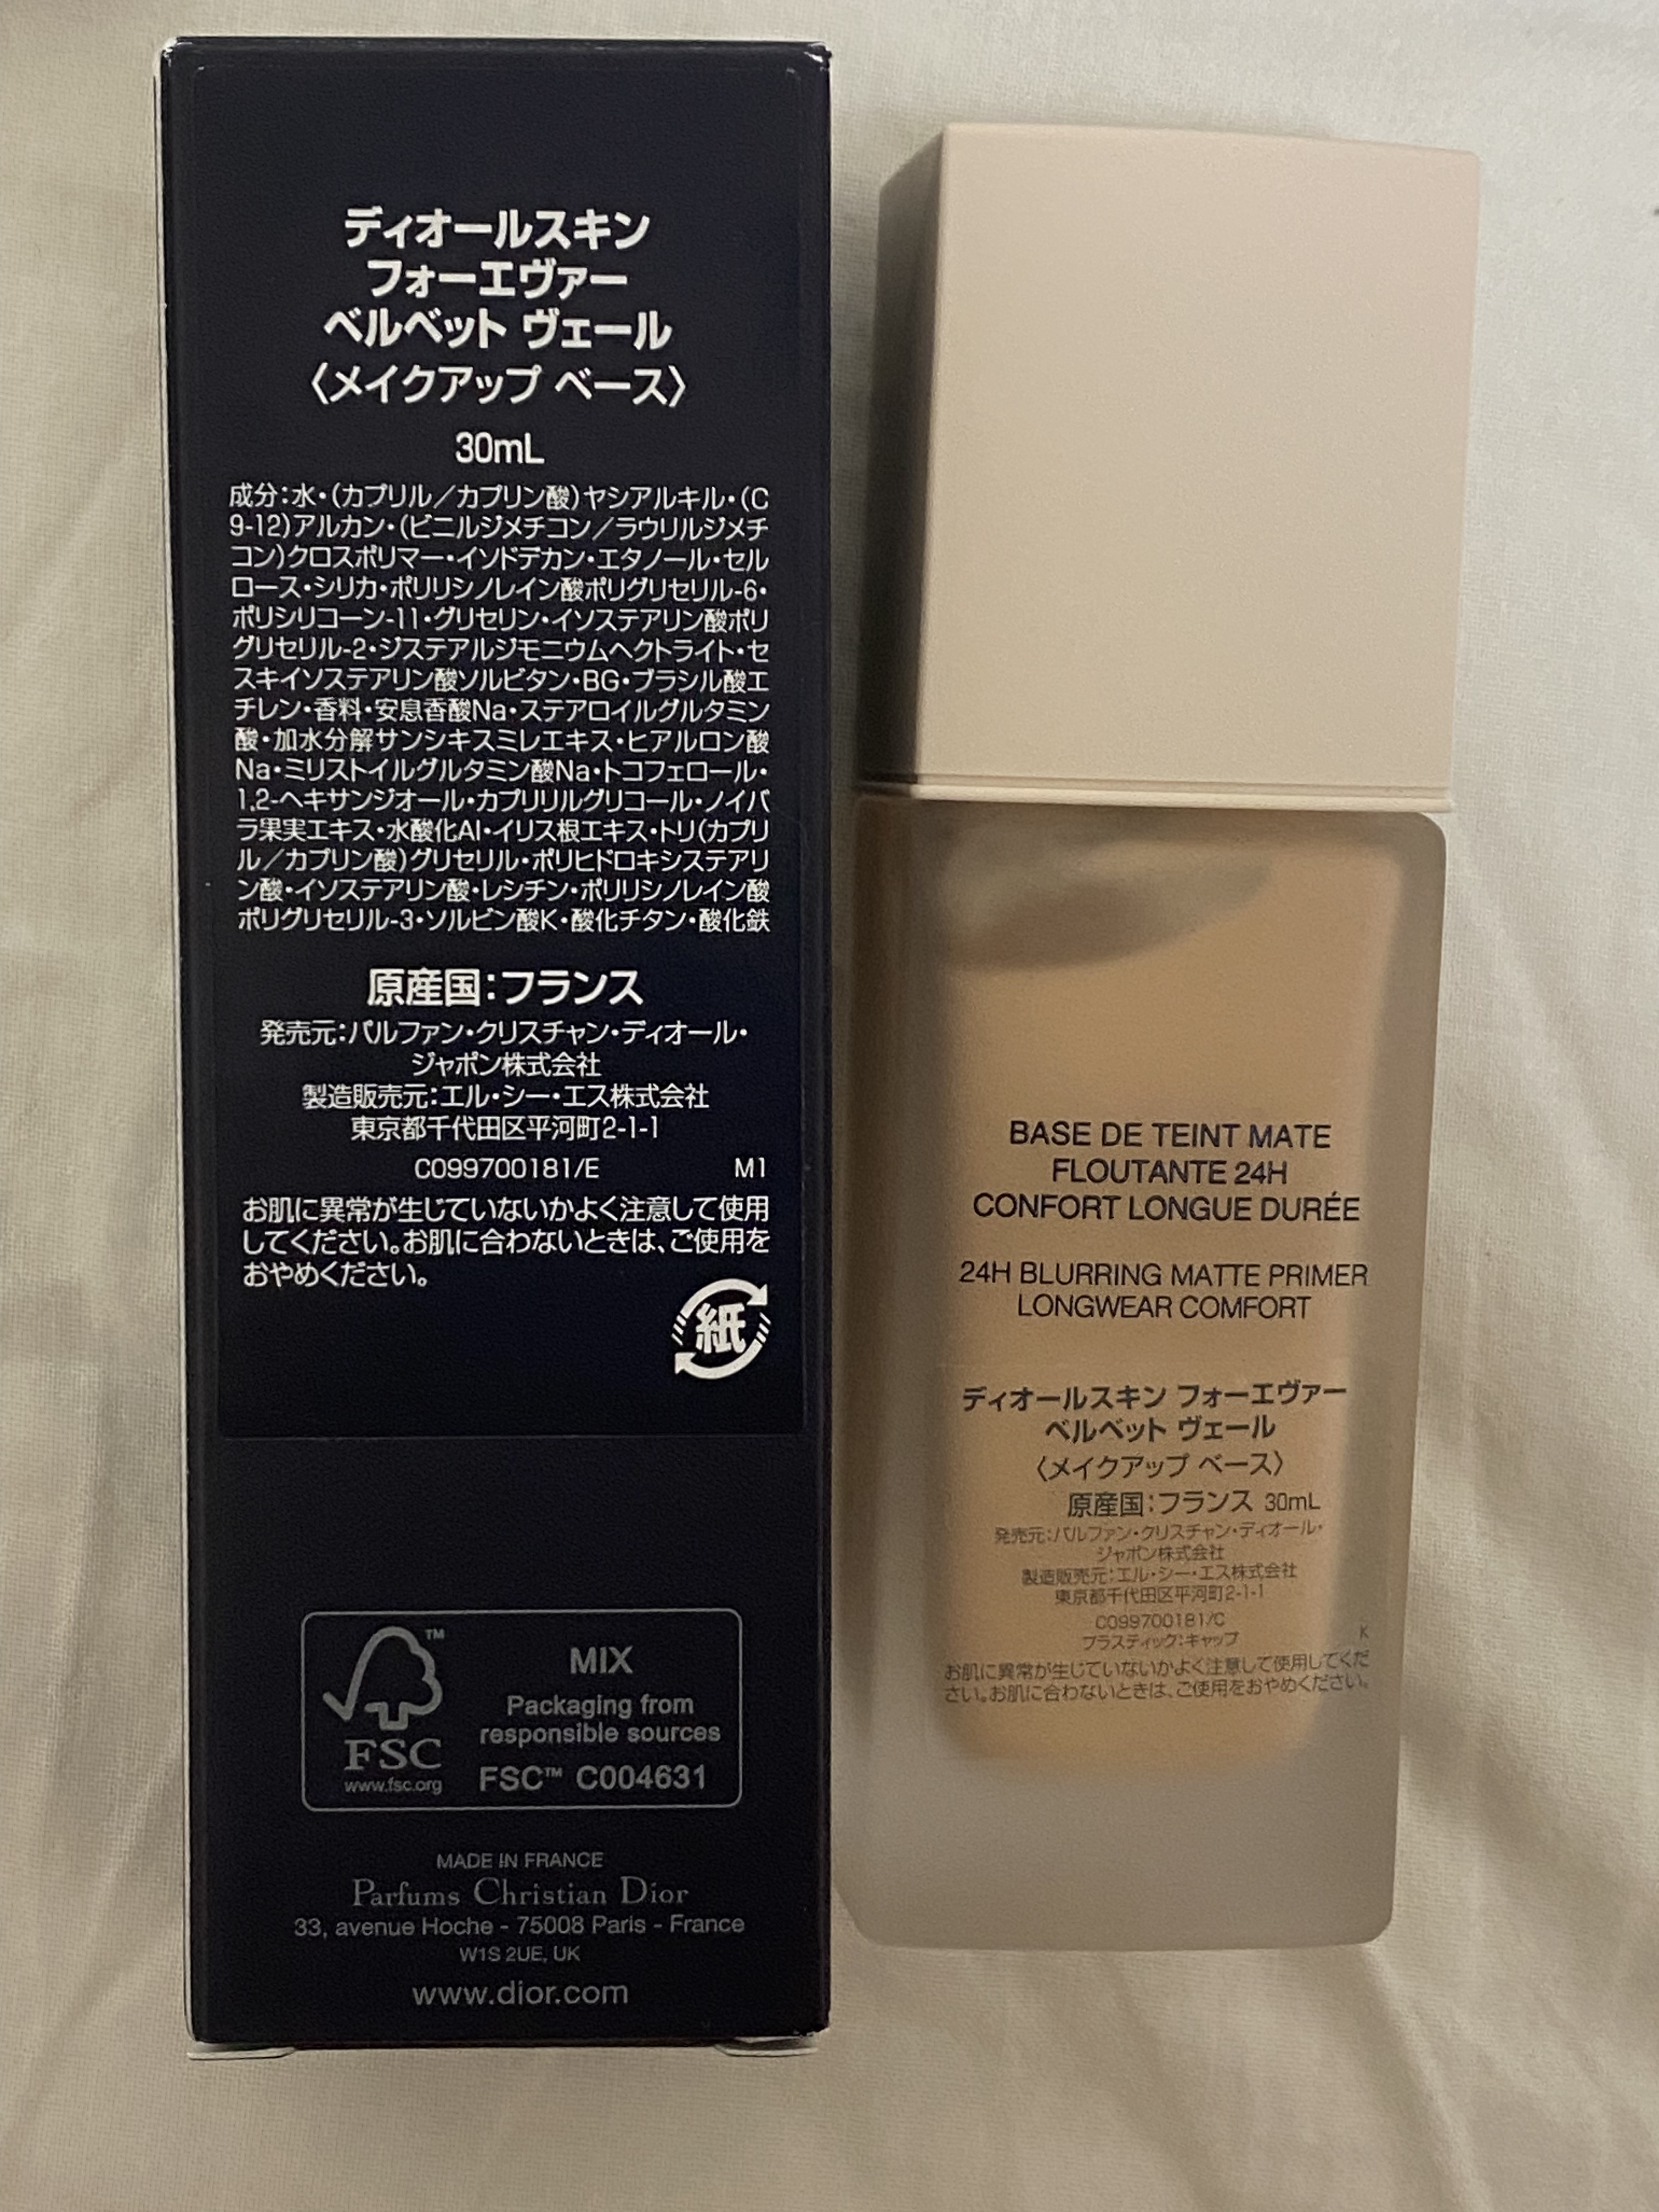 ディオールスキン
フォーエヴァー
ベルベット ヴェール
〈メイクアップ ベース〉
30mL
成分：水・（カプリル／カプリン酸）ヤシアルキル・（C
9-12）アルカン・（ビニルジメチコン／ラウリルジメチ
コン）クロスポリマー・イソドデカン・エタノール・セル
ロース・シリカ・ポリリシノレイン酸ポリグリセリル-6・
ポリシリコーン-11・グリセリン・イソステアリン酸ポリ
グリセリル-2・ジステアルジモニウムヘクトライト・セ
スキイソステアリン酸ソルビタン・BG・ブラシル酸エ
チレン・香料・安息香酸Na・ステアロイルグルタミン
酸・加水分解サンシキスミレエキス・ヒアルロン酸
Na・ミリストイルグルタミン酸Na・トコフェロール・
1,2-ヘキサンジオール・カプリリルグリコール・ノイバ
ラ果実エキス・水酸化Al・イリス根エキス・トリ（カプリ
ル／カプリン酸）グリセリル・ポリヒドロキシステアリ
ン酸・イソステアリン酸・レシチン・ポリリシノレイン酸
ポリグリセリル-3・ソルビン酸K・酸化チタン・酸化鉄
原産国：フランス
発売元：パルファン・クリスチャン・ディオール・
ジャポン株式会社
製造販売元：エル・シー・エス株式会社
東京都千代田区平河町2-1-1
C099700181/E M1
お肌に異常が生じていないかよく注意して使用
してください。お肌に合わないときは、ご使用を
おやめください。
紙
FSC
www.fsc.org
™
MIX
Packaging from
responsible sources
FSC™ C004631
MADE IN FRANCE
Parfums Christian Dior
33, avenue Hoche - 75008 Paris - France
W1S 2UE, UK
www.dior.com
BASE DE TEINT MATE
FLOUTANTE 24H
CONFORT LONGUE DURÉE
24H BLURRING MATTE PRIMER
LONGWEAR COMFORT
ディオールスキン フォーエヴァー
ベルベット ヴェール
〈メイクアップ ベース〉
原産国：フランス 30mL
発売元：パルファン・クリスチャン・ディオール・
ジャポン株式会社
製造販売元：エル・シー・エス株式会社
東京都千代田区平河町2-1-1
C099700181/C
プラスティック：キャップ K
お肌に異常が生じていないかよく注意して使用してくだ
さい。お肌に合わないときは、ご使用をおやめください。